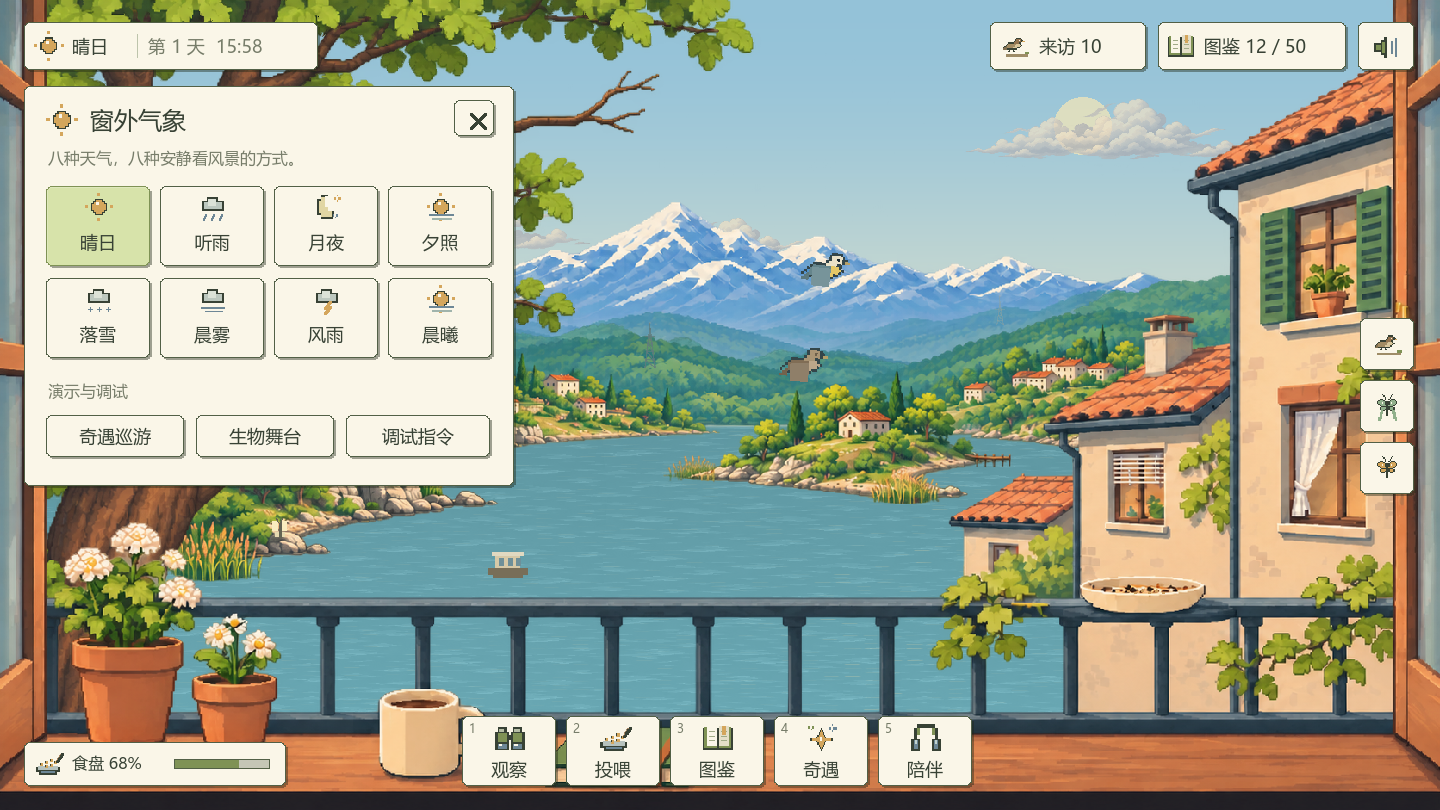 晴日 第 1 天 15:58
来访 10
图鉴 12 / 50
窗外气象
八种天气，八种安静看风景的方式。
晴日
听雨
月夜
夕照
落雪
晨雾
风雨
晨曦
演示与调试
奇遇巡游
生物舞台
调试指令
食盘 68%
1
观察
2
投喂
3
图鉴
4
奇遇
5
陪伴